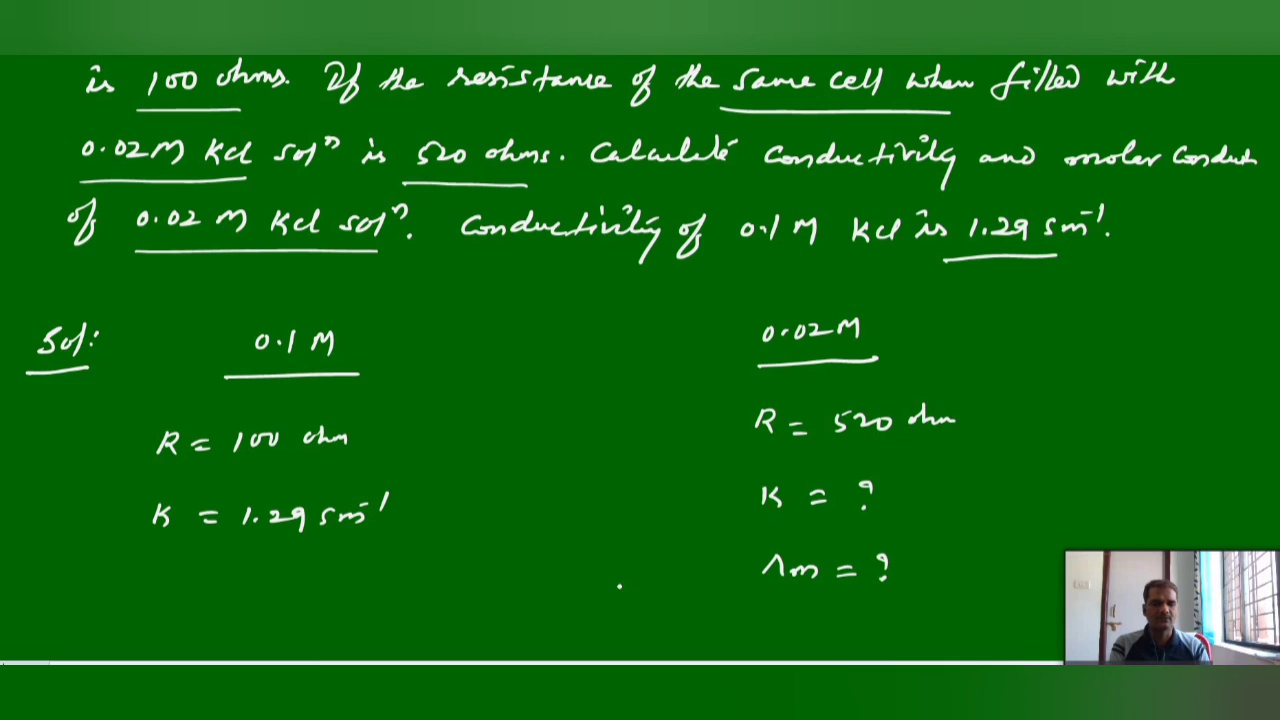 is 100 ohms. If the resistance of the same cell when filled with
0.02M KCl solⁿ is 520 ohms. Calculate conductivity and molar conduct
of 0.02 M KCl solⁿ. Conductivity of 0.1 M KCl is 1.29 Sm⁻¹.
Sol:
0.1 M
0.02M
R = 100 ohm
R = 520 ohm
K = 1.29 Sm⁻¹
K = ?
Λm = ?